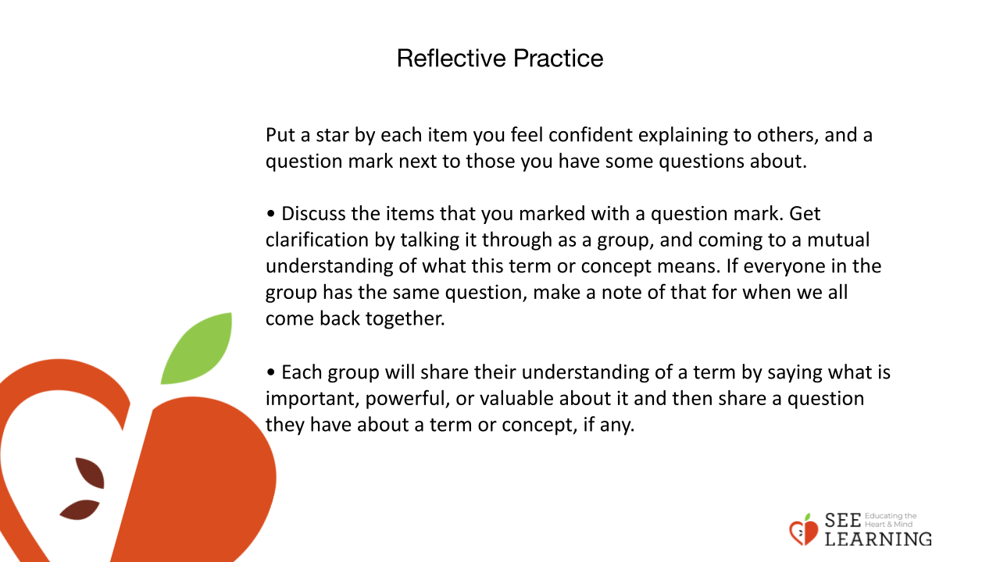 Reflective Practice
Put a star by each item you feel confident explaining to others, and a
question mark next to those you have some questions about.
• Discuss the items that you marked with a question mark. Get
clarification by talking it through as a group, and coming to a mutual
understanding of what this term or concept means. If everyone in the
group has the same question, make a note of that for when we all
come back together.
• Each group will share their understanding of a term by saying what is
important, powerful, or valuable about it and then share a question
they have about a term or concept, if any.
SEE Educating the
Heart & Mind
LEARNING